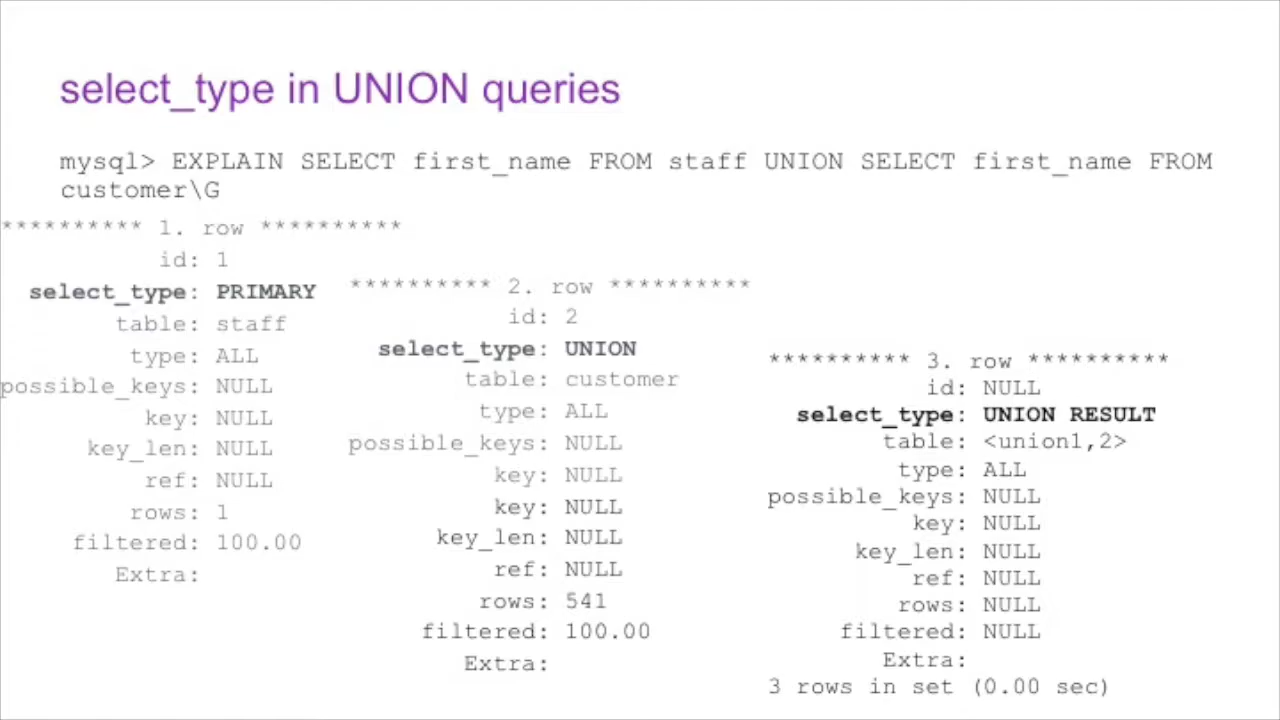 select_type in UNION queries
mysql> EXPLAIN SELECT first_name FROM staff UNION SELECT first_name FROM
customer\G
********** 1. row **********
id: 1
select_type: PRIMARY
table: staff
type: ALL
possible_keys: NULL
key: NULL
key_len: NULL
ref: NULL
rows: 1
filtered: 100.00
Extra:
********** 2. row **********
id: 2
select_type: UNION
table: customer
type: ALL
possible_keys: NULL
key: NULL
key: NULL
key_len: NULL
ref: NULL
rows: 541
filtered: 100.00
Extra:
********** 3. row **********
id: NULL
select_type: UNION RESULT
table: <union1,2>
type: ALL
possible_keys: NULL
key: NULL
key_len: NULL
ref: NULL
rows: NULL
filtered: NULL
Extra:
3 rows in set (0.00 sec)